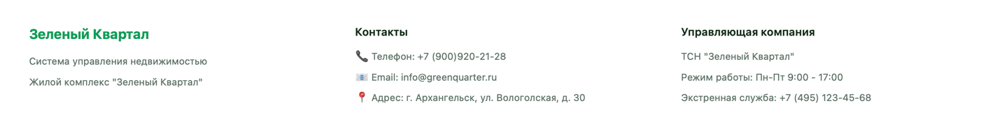 Зеленый Квартал
Система управления недвижимостью
Жилой комплекс "Зеленый Квартал"
Контакты
Телефон: +7 (900)920-21-28
Email: info@greenquarter.ru
Адрес: г. Архангельск, ул. Вологолская, д. 30
Управляющая компания
ТСН "Зеленый Квартал"
Режим работы: Пн-Пт 9:00 - 17:00
Экстренная служба: +7 (495) 123-45-68